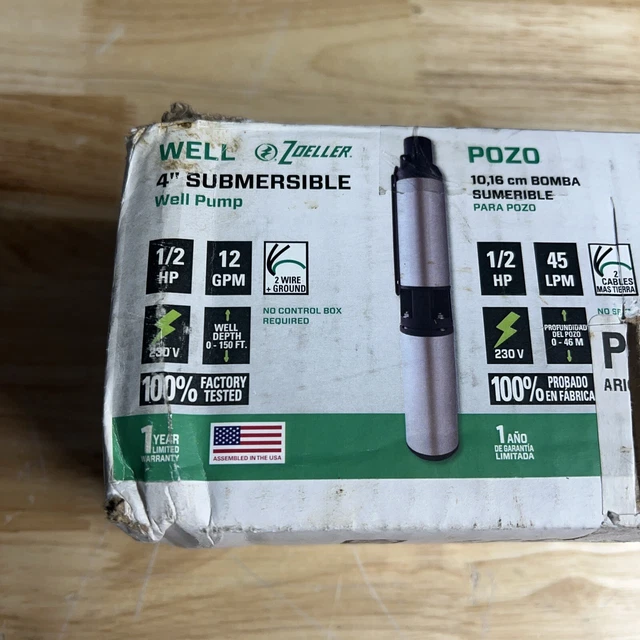 WELL ZOELLER.
4" SUBMERSIBLE
Well Pump
1/2
HP
12
GPM
2 WIRE
+ GROUND
NO CONTROL BOX
REQUIRED
230 V
WELL
DEPTH
0 - 150 FT.
100% FACTORY
TESTED
1 YEAR
LIMITED
WARRANTY
ASSEMBLED IN THE USA
POZO
10,16 cm BOMBA
SUMERIBLE
PARA POZO
1/2
HP
45
LPM
2
CABLES
MAS TIERRA
NO
230 V
PROFUNDIDAD
DEL POZO
0 - 46 M
100% PROBADO
EN FÁBRICA
1 AÑO
DE GARANTÍA
LIMITADA
P